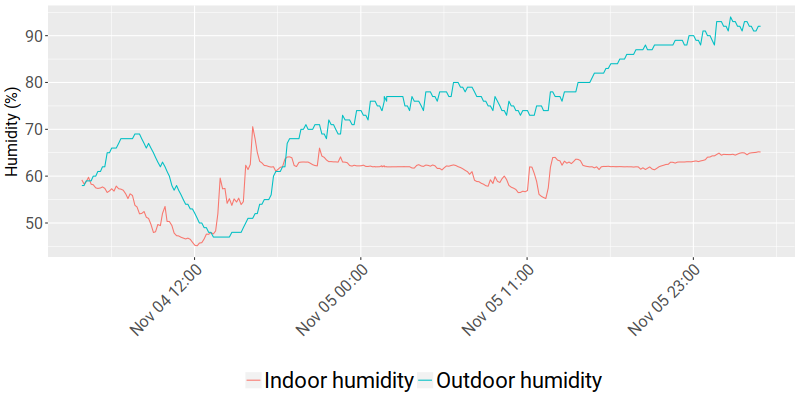 Humidity (%)
90
80
70
60
50
Nov 04 12:00
Nov 05 00:00
Nov 05 11:00
Nov 05 23:00
Indoor humidity Outdoor humidity